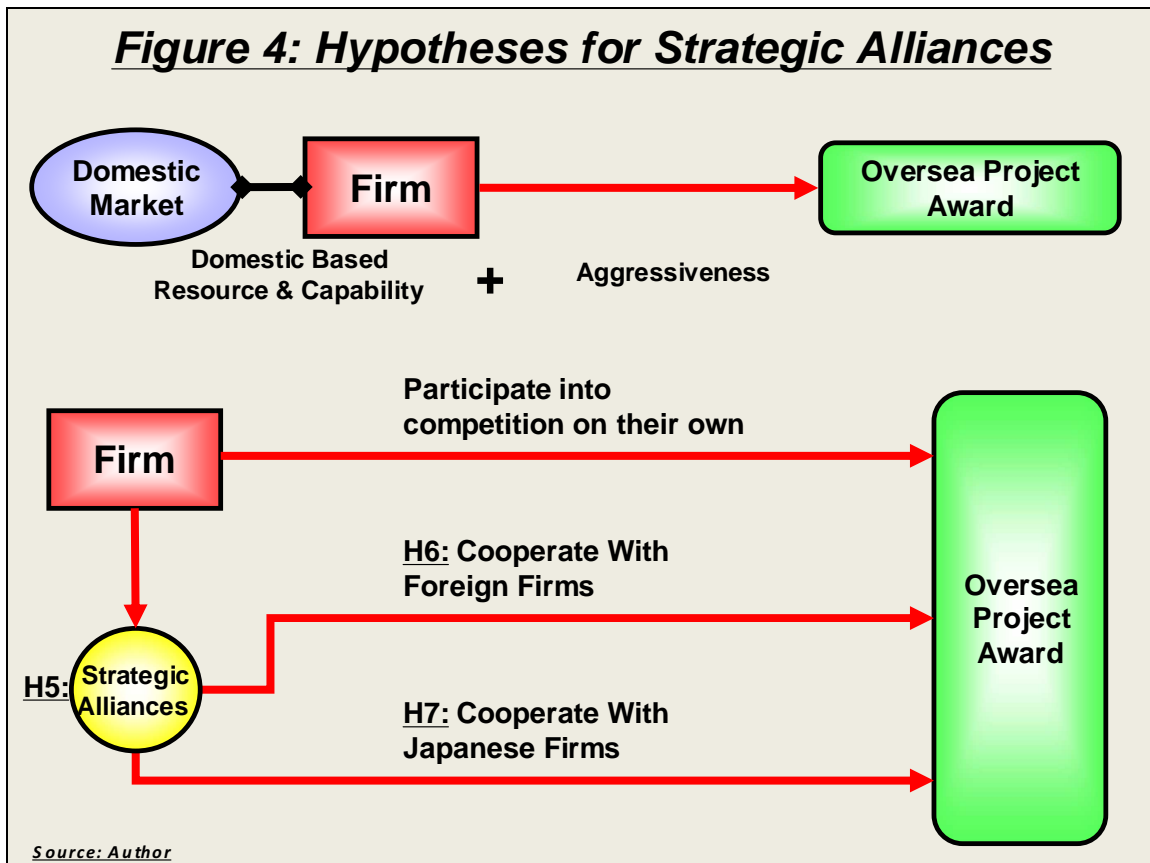 Figure 4: Hypotheses for Strategic Alliances
Domestic
Market
Firm
Oversea Project
Award
Domestic Based
Resource & Capability
+
Aggressiveness
Participate into
competition on their own
Firm
H6: Cooperate With
Foreign Firms
Oversea
Project
Award
H5:
Strategic
Alliances
H7: Cooperate With
Japanese Firms
Source: Author